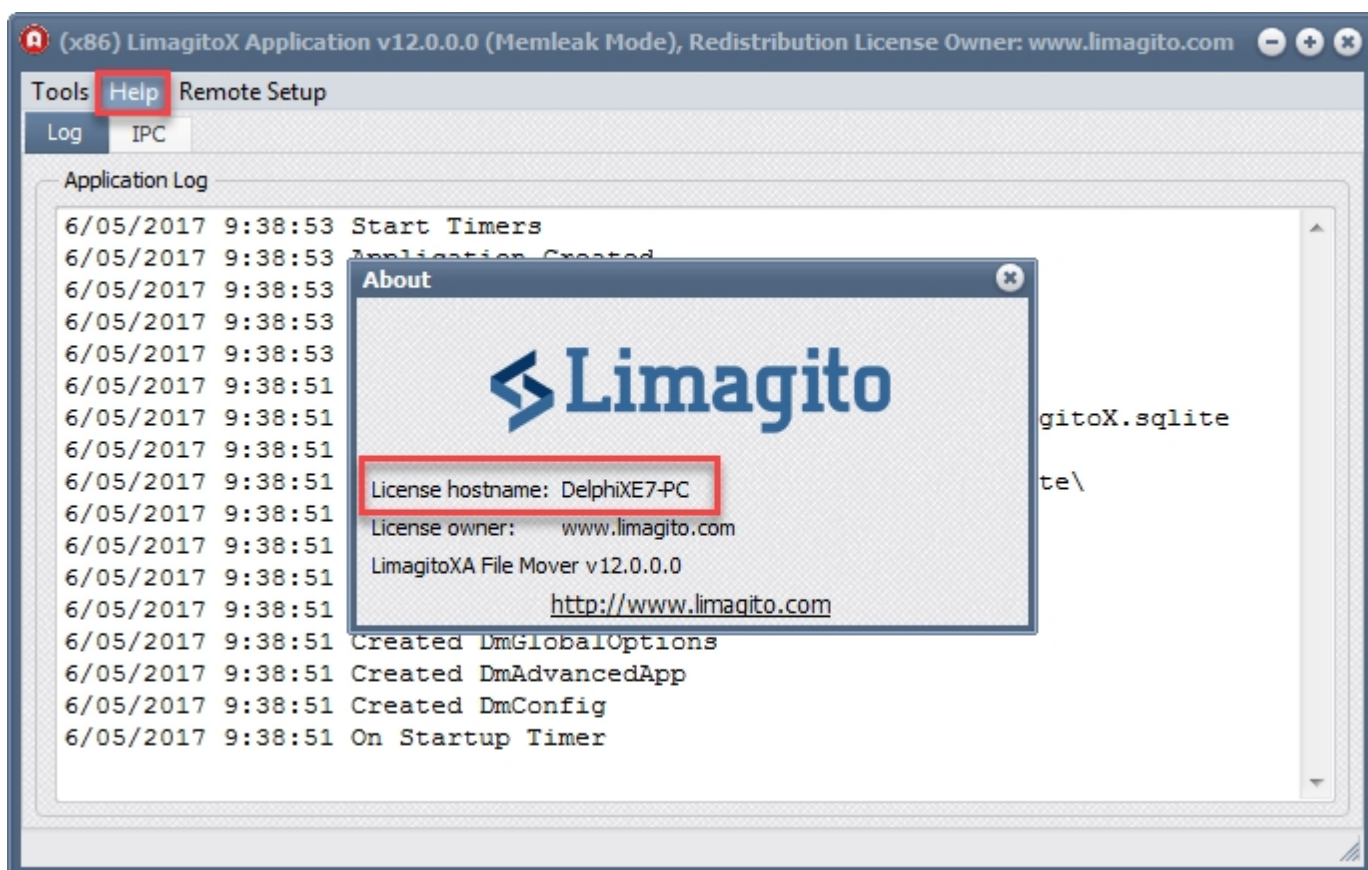 (x86) LimagitoX Application v12.0.0.0 (Memleak Mode), Redistribution License Owner: www.limagito.com
Tools Help Remote Setup
Log IPC
Application Log
6/05/2017 9:38:53 Start Timers
6/05/2017 9:38:53 Application Created
6/05/2017 9:38:53
6/05/2017 9:38:53
6/05/2017 9:38:53
6/05/2017 9:38:51
6/05/2017 9:38:51 gitoX.sqlite
6/05/2017 9:38:51
6/05/2017 9:38:51 te\
6/05/2017 9:38:51
6/05/2017 9:38:51
6/05/2017 9:38:51
6/05/2017 9:38:51
6/05/2017 9:38:51 Created DmGlobalOptions
6/05/2017 9:38:51 Created DmAdvancedApp
6/05/2017 9:38:51 Created DmConfig
6/05/2017 9:38:51 On Startup Timer
About
Limagito
License hostname: DelphiXE7-PC
License owner: www.limagito.com
LimagitoXA File Mover v12.0.0.0
http://www.limagito.com